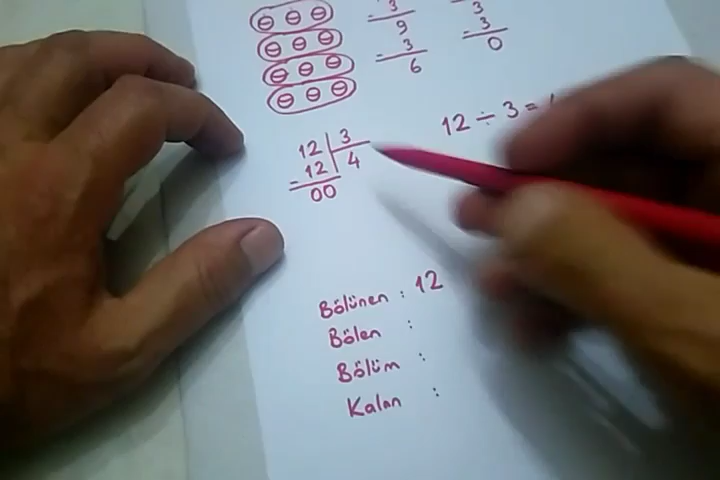 - 3
9
- 3
6
3
- 3
0
12 ÷ 3 =
12 | 3
- 12 | 4
00
Bölünen : 12
Bölen :
Bölüm :
Kalan :